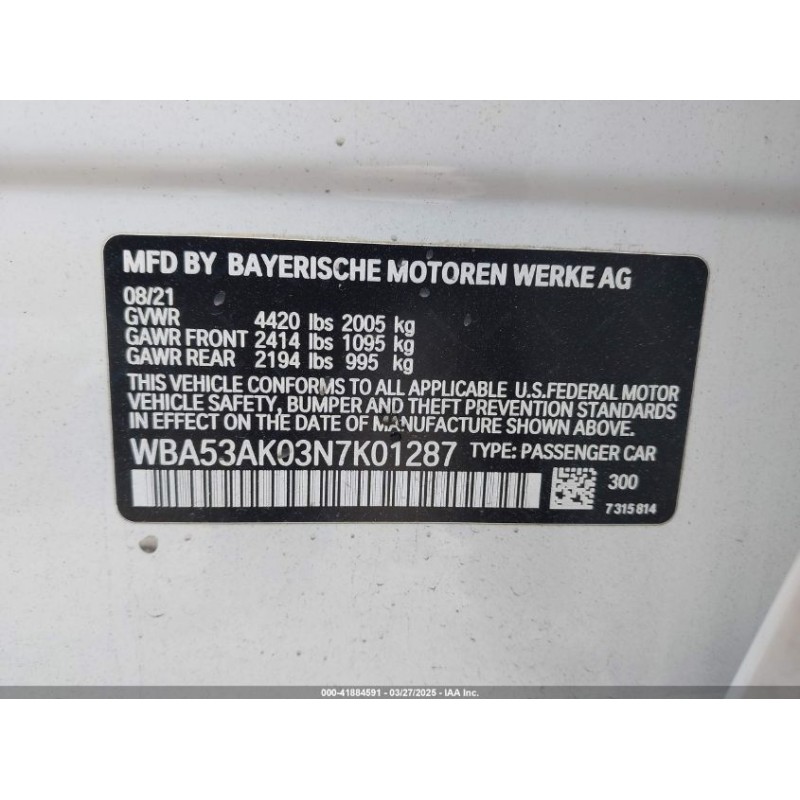 MFD BY BAYERISCHE MOTOREN WERKE AG
08/21
GVWR 4420 lbs 2005 kg
GAWR FRONT 2414 lbs 1095 kg
GAWR REAR 2194 lbs 995 kg
THIS VEHICLE CONFORMS TO ALL APPLICABLE U.S.FEDERAL MOTOR
VEHICLE SAFETY, BUMPER AND THEFT PREVENTION STANDARDS
IN EFFECT ON THE DATE OF MANUFACTURE SHOWN ABOVE.
WBA53AK03N7K01287 TYPE: PASSENGER CAR
300
7315814
000-41884591 - 03/27/2025 - IAA Inc.